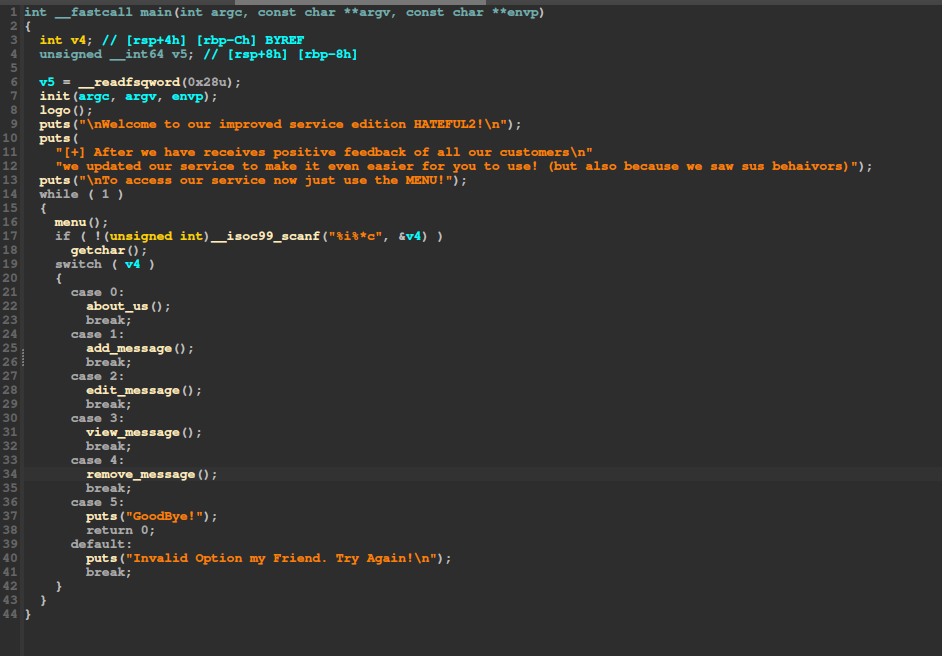 1 int __fastcall main(int argc, const char **argv, const char **envp)
2 {
3 int v4; // [rsp+4h] [rbp-Ch] BYREF
4 unsigned __int64 v5; // [rsp+8h] [rbp-8h]
5
6 v5 = __readfsqword(0x28u);
7 init(argc, argv, envp);
8 logo();
9 puts("\nWelcome to our improved service edition HATEFUL2!\n");
10 puts(
11 "[+] After we have receives positive feedback of all our customers\n"
12 "we updated our service to make it even easier for you to use! (but also because we saw sus behaivors)");
13 puts("\nTo access our service now just use the MENU!");
14 while ( 1 )
15 {
16 menu();
17 if ( !(unsigned int)__isoc99_scanf("%i%*c", &v4) )
18 getchar();
19 switch ( v4 )
20 {
21 case 0:
22 about_us();
23 break;
24 case 1:
25 add_message();
26 break;
27 case 2:
28 edit_message();
29 break;
30 case 3:
31 view_message();
32 break;
33 case 4:
34 remove_message();
35 break;
36 case 5:
37 puts("GoodBye!");
38 return 0;
39 default:
40 puts("Invalid Option my Friend. Try Again!\n");
41 break;
42 }
43 }
44 }